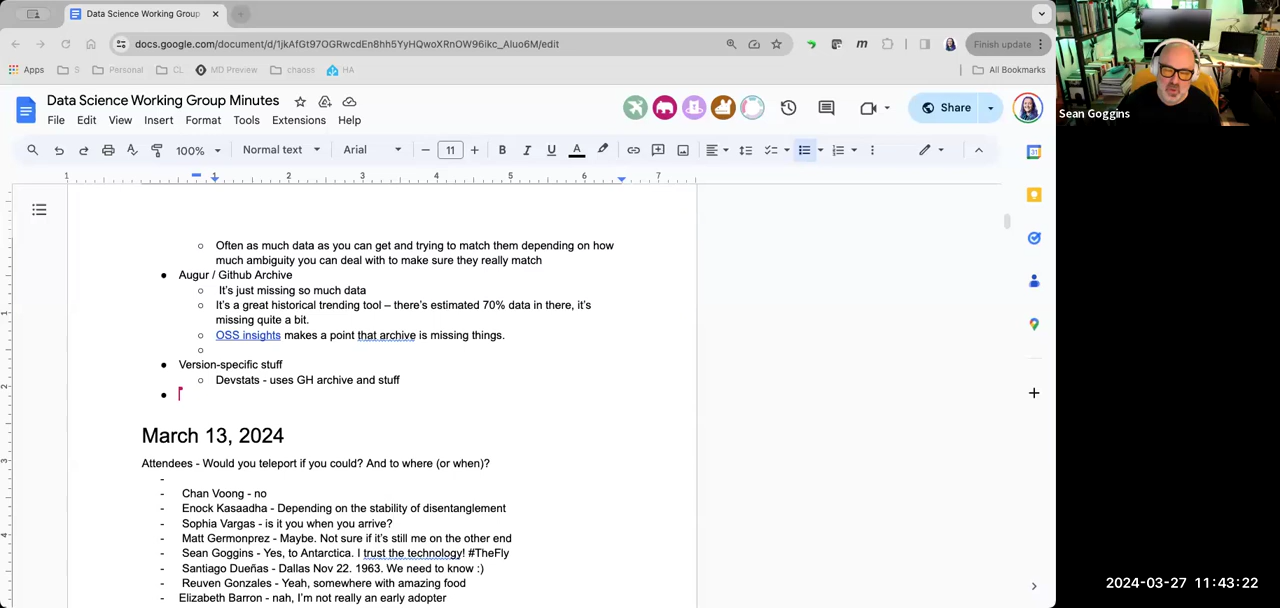 Data Science Working Group
docs.google.com/document/d/1jkAfGt97OGRwcdEn8hh5YyHQwoXRnOW96ikc_AIuo6M/edit
Finish update
Apps
S
Personal
CL
MD Preview
chaoss
HA
All Bookmarks
Data Science Working Group Minutes
Share
File Edit View Insert Format Tools Extensions Help
100%
Normal text
Arial
11
B I U A
1 1 2 3 4 5 6 7
Often as much data as you can get and trying to match them depending on how
much ambiguity you can deal with to make sure they really match
Augur / Github Archive
It's just missing so much data
It's a great historical trending tool – there's estimated 70% data in there, it's
missing quite a bit.
OSS insights makes a point that archive is missing things.
Version-specific stuff
Devstats - uses GH archive and stuff
March 13, 2024
Attendees - Would you teleport if you could? And to where (or when)?
-
- Chan Voong - no
- Enock Kasaadha - Depending on the stability of disentanglement
- Sophia Vargas - is it you when you arrive?
- Matt Germonprez - Maybe. Not sure if it's still me on the other end
- Sean Goggins - Yes, to Antarctica. I trust the technology! #TheFly
- Santiago Dueñas - Dallas Nov 22. 1963. We need to know :)
- Reuven Gonzales - Yeah, somewhere with amazing food
- Elizabeth Barron - nah, I'm not really an early adopter
Sean Goggins
2024-03-27 11:43:22